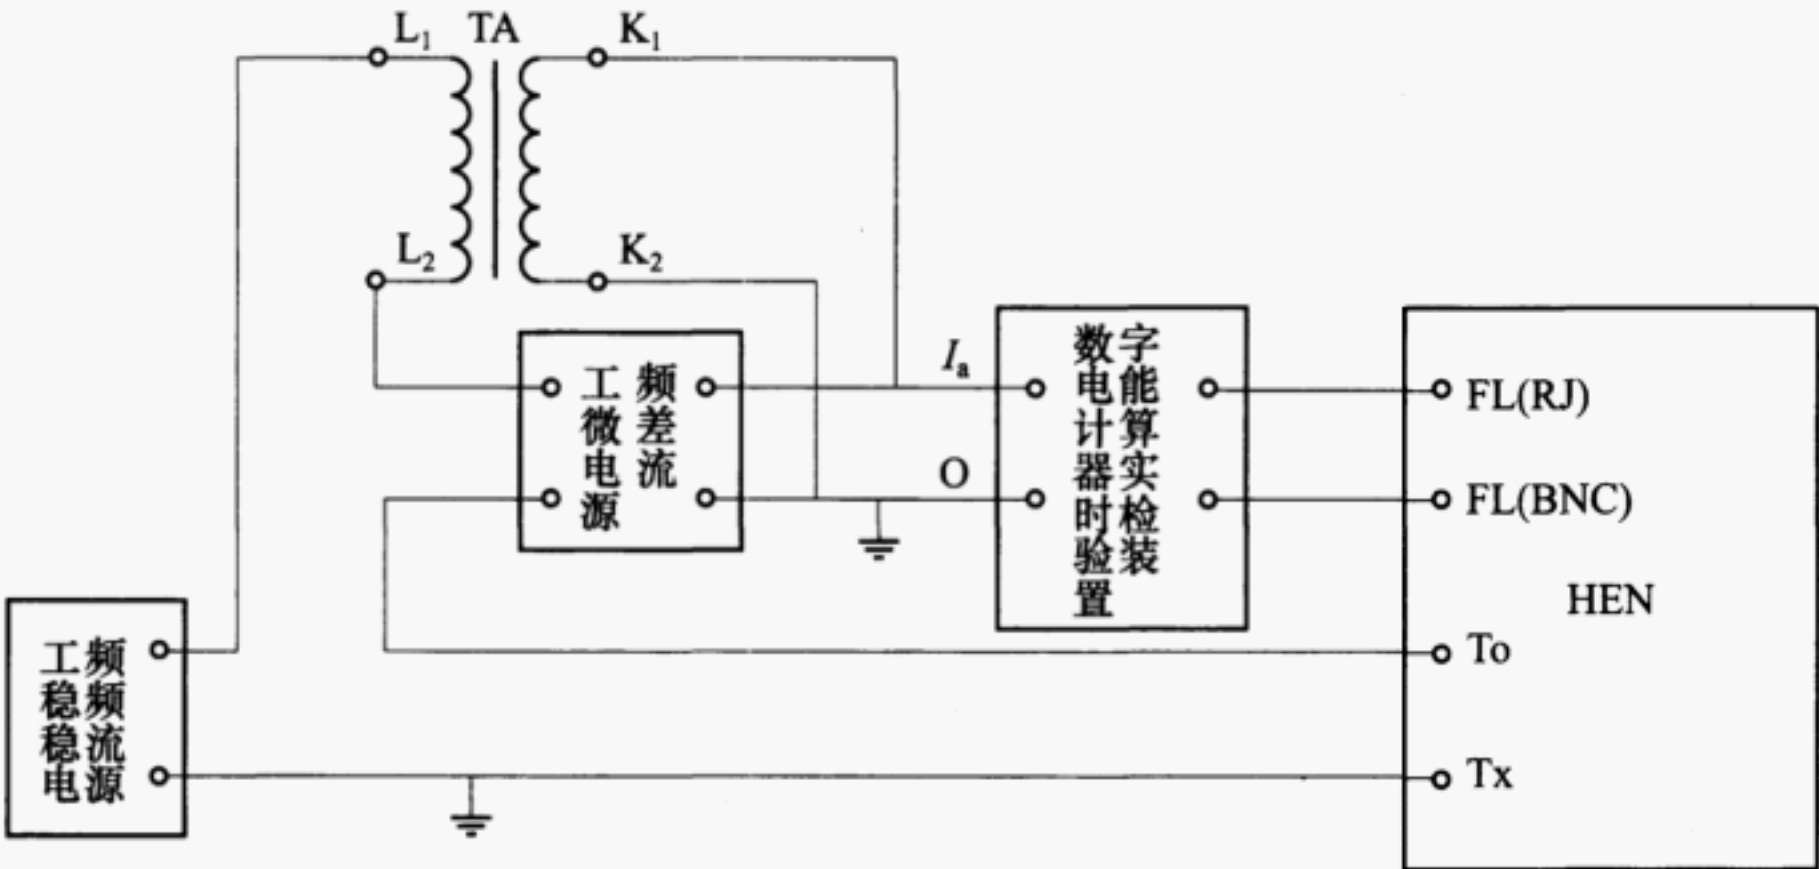 L₁ TA K₁
L₂ K₂
工频
微差
电流
源
Iₐ
O
数字
电能
计算
器实
时检
验装
置
FL(RJ)
FL(BNC)
HEN
To
Tx
工频
稳频
稳流
电源